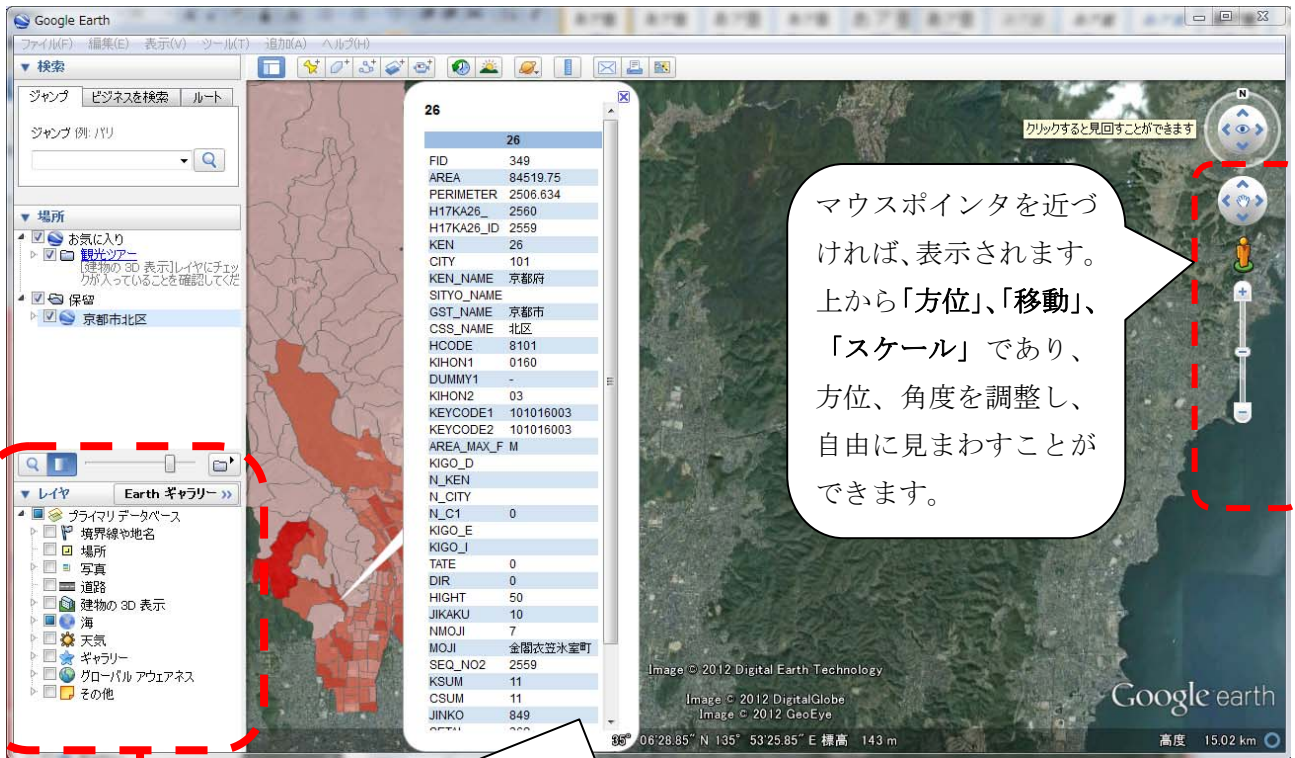 Google Earth
ファイル(F) 編集(E) 表示(V) ツール(T) 追加(A) ヘルプ(H)
▼ 検索
ジャンプ ビジネスを検索 ルート
ジャンプ 例: パリ
▼ 場所
お気に入り
観光ツアー
[建物の 3D 表示]レイヤにチェッ
クが入っていることを確認してくだ
保留
京都市北区
▼ レイヤ Earth ギャラリー »
プライマリ データベース
境界線や地名
場所
写真
道路
建物の 3D 表示
海
天気
ギャラリー
グローバル アウェアネス
その他
26
26
FID 349
AREA 84519.75
PERIMETER 2506.634
H17KA26_ 2560
H17KA26_ID 2559
KEN 26
CITY 101
KEN_NAME 京都府
SITYO_NAME
GST_NAME 京都市
CSS_NAME 北区
HCODE 8101
KIHON1 0160
DUMMY1 -
KIHON2 03
KEYCODE1 101016003
KEYCODE2 101016003
AREA_MAX_F M
KIGO_D
N_KEN
N_CITY
N_C1 0
KIGO_E
KIGO_I
TATE 0
DIR 0
HIGHT 50
JIKAKU 10
NMOJI 7
MOJI 金閣衣笠氷室町
SEQ_NO2 2559
KSUM 11
CSUM 11
JINKO 849
N
クリックすると見回すことができます
マウスポインタを近づ
ければ、表示されます。
上から「方位」、「移動」、
「スケール」であり、
方位、角度を調整し、
自由に見まわすことが
できます。
Image © 2012 Digital Earth Technology
Image © 2012 DigitalGlobe
Image © 2012 GeoEye
Google earth
35° 06'28.85" N 135° 53'25.85" E 標高 143 m
高度 15.02 km